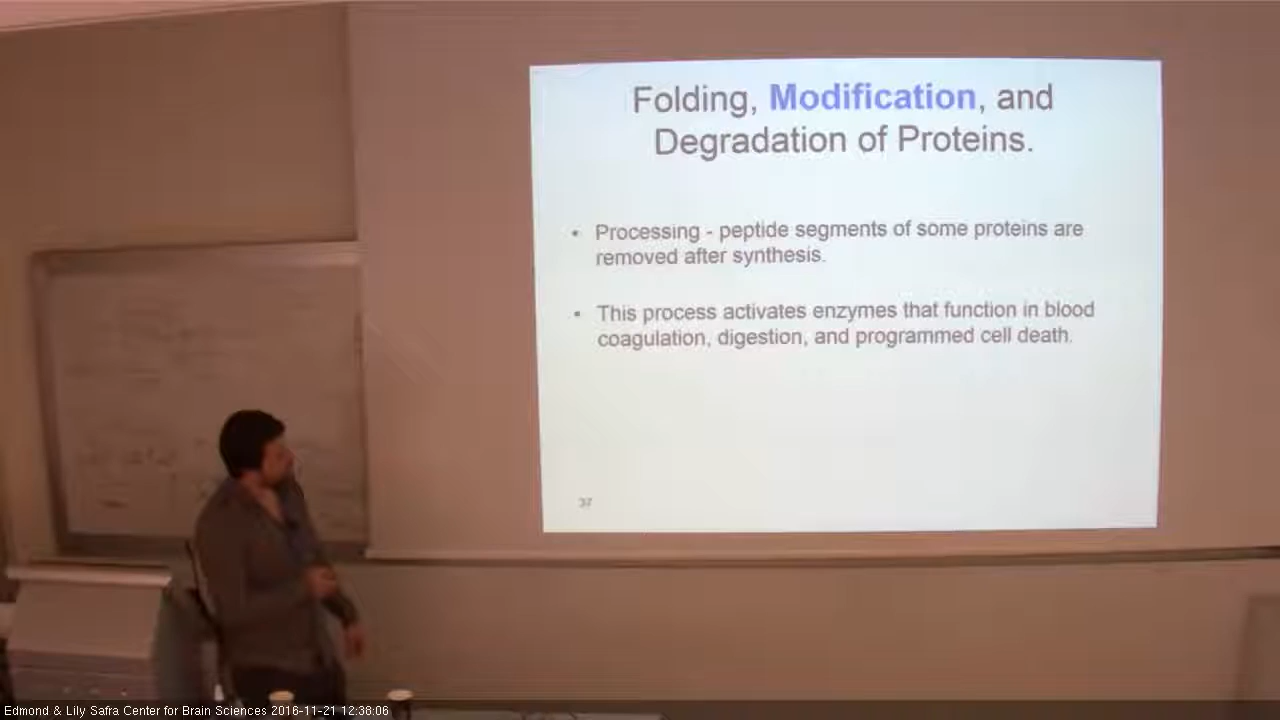 Folding, Modification, and
Degradation of Proteins.
• Processing - peptide segments of some proteins are
removed after synthesis.
• This process activates enzymes that function in blood
coagulation, digestion, and programmed cell death.
37
Edmond & Lily Safra Center for Brain Sciences 2016-11-21 12:38:06